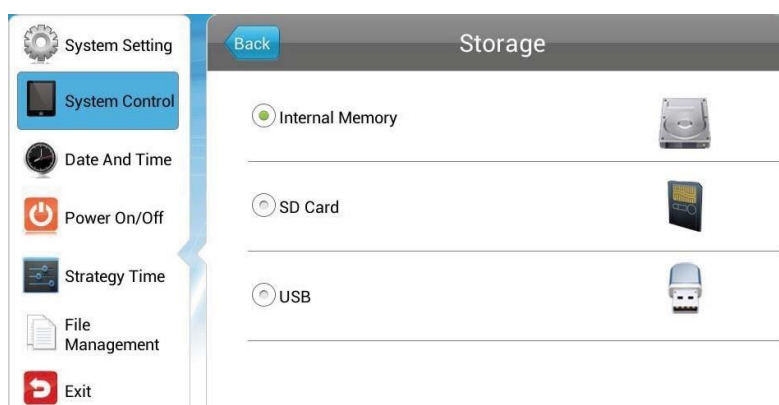 System Setting
System Control
Date And Time
Power On/Off
Strategy Time
File
Management
Exit
Back
Storage
Internal Memory
SD Card
USB